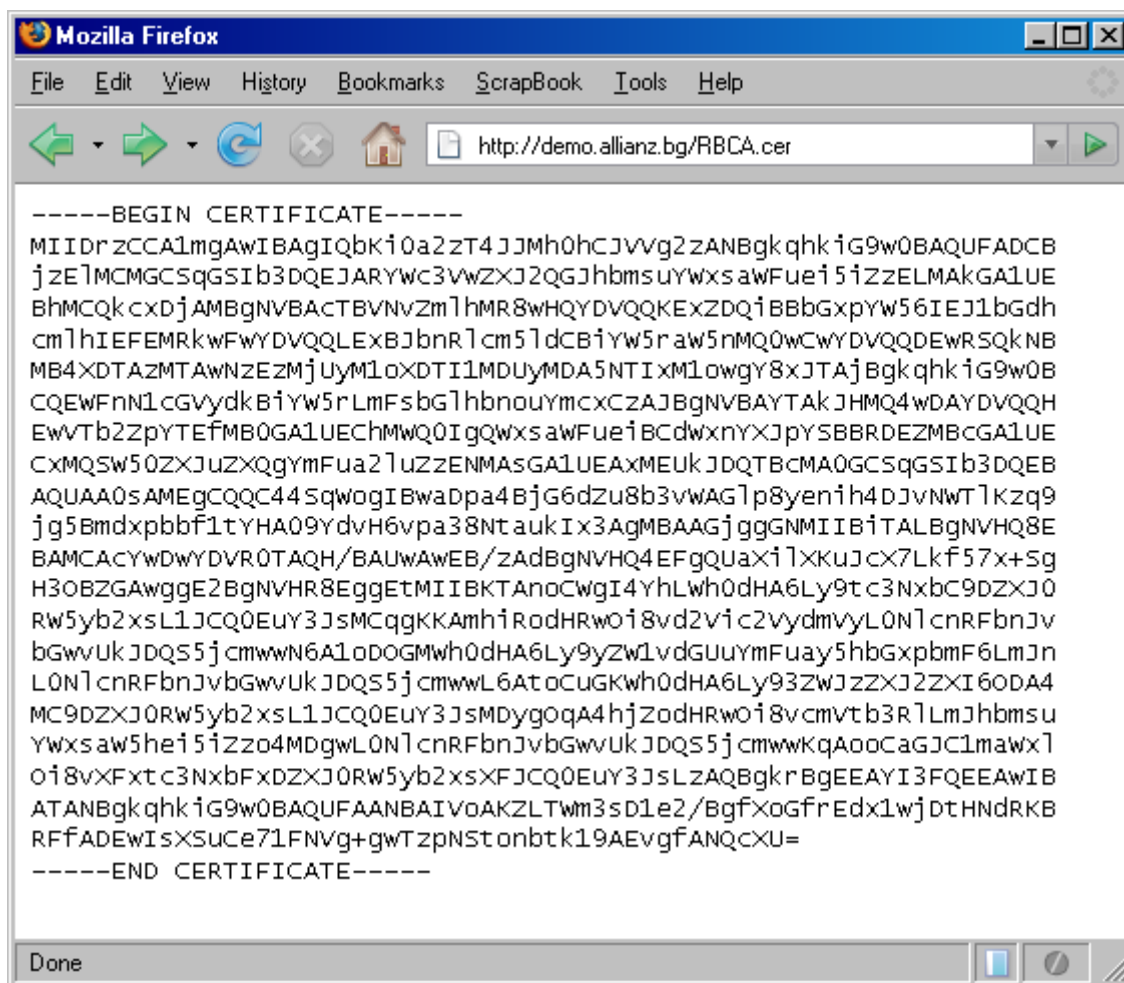 Mozilla Firefox
File Edit View History Bookmarks ScrapBook Tools Help
http://demo.allianz.bg/RBCA.cer
-----BEGIN CERTIFICATE-----
MIIDrzCCA1mgAwIBAgIQbKi0a2zT4JJMh0hCJVVg2zANBgkqhkiG9w0BAQUFADCB
jzElMCMGCSqGSIb3DQEJARYWc3VwZXJ2QGJhbmsuYWxsaWFuei5iZzELMAkGA1UE
BhMCQkcxDjAMBgNVBAcTBVNvZmlhMR8wHQYDVQQKExZDQiBBbGxpYW56IEJ1bGdh
cmlhIEFEMRkwFwYDVQQLExBJbnRlcm5ldCBiYW5raW5nMQ0wCwYDVQQDEwRSQkNB
MB4XDTAzMTAwNzEzMjUyM1oXDTI1MDUyMDA5NTIxM1owgY8xJTAjBgkqhkiG9w0B
CQEWFnN1cGVydkBiYW5rLmFsbGlhbnouYmcxCzAJBgNVBAYTAkJHMQ4wDAYDVQQH
EwVTb2ZpYTEfMB0GA1UEChMWQ0IgQWxsaWFueiBCdWxnYXJpYSBBRDEZMBcGA1UE
CxMQSW50ZXJuZXQgYmFua2luZzENMAsGA1UEAxMEUkJDQTBcMA0GCSqGSIb3DQEB
AQUAA0sAMEgCQQC44SqWogIBwaDpa4BjG6dZu8b3vWAGlp8yenih4DJvNWTlKzq9
jg5Bmdxpbbf1tYHA09YdvH6vpa38NtaukIx3AgMBAAGjggGNMIIBiTALBgNVHQ8E
BAMCAcYwDwYDVR0TAQH/BAUwAwEB/zAdBgNVHQ4EFgQUaXilXKuJcX7Lkf57x+Sg
H3OBZGAwggE2BgNVHR8EggEtMIIBKTAnoCWgI4YhLWh0dHA6Ly9tc3NxbC9DZXJ0
RW5yb2xsL1JCQ0EuY3JsMCqgKKAmhiRodHRwOi8vd2Vic2VydmVyL0NlcnRFbnJv
bGwvUkJDQS5jcmwwN6A1oDOGMWh0dHA6Ly9yZW1vdGUuYmFuay5hbGxpbmF6LmJn
L0NlcnRFbnJvbGwvUkJDQS5jcmwwL6AtoCuGKWh0dHA6Ly93ZWJzZXJ2ZXI6ODA4
MC9DZXJ0RW5yb2xsL1JCQ0EuY3JsMDygOqA4hjZodHRwOi8vcmVtb3RlLmJhbmsu
YWxsaW5hei5iZzo4MDgwL0NlcnRFbnJvbGwvUkJDQS5jcmwwKqAooCaGJC1maWxl
Oi8vXFxtc3NxbFxDZXJ0RW5yb2xsXFJCQ0EuY3JsLzAQBgkrBgEEAYI3FQEEAwIB
ATANBgkqhkiG9w0BAQUFAANBAIVoAKZLTwm3sD1e2/BgfXoGfrEdx1wjDtHNdRKB
RFfADEwIsXSuCe71FNVg+gwTzpNStonbtk19AEvgfANQcXU=
-----END CERTIFICATE-----
Done